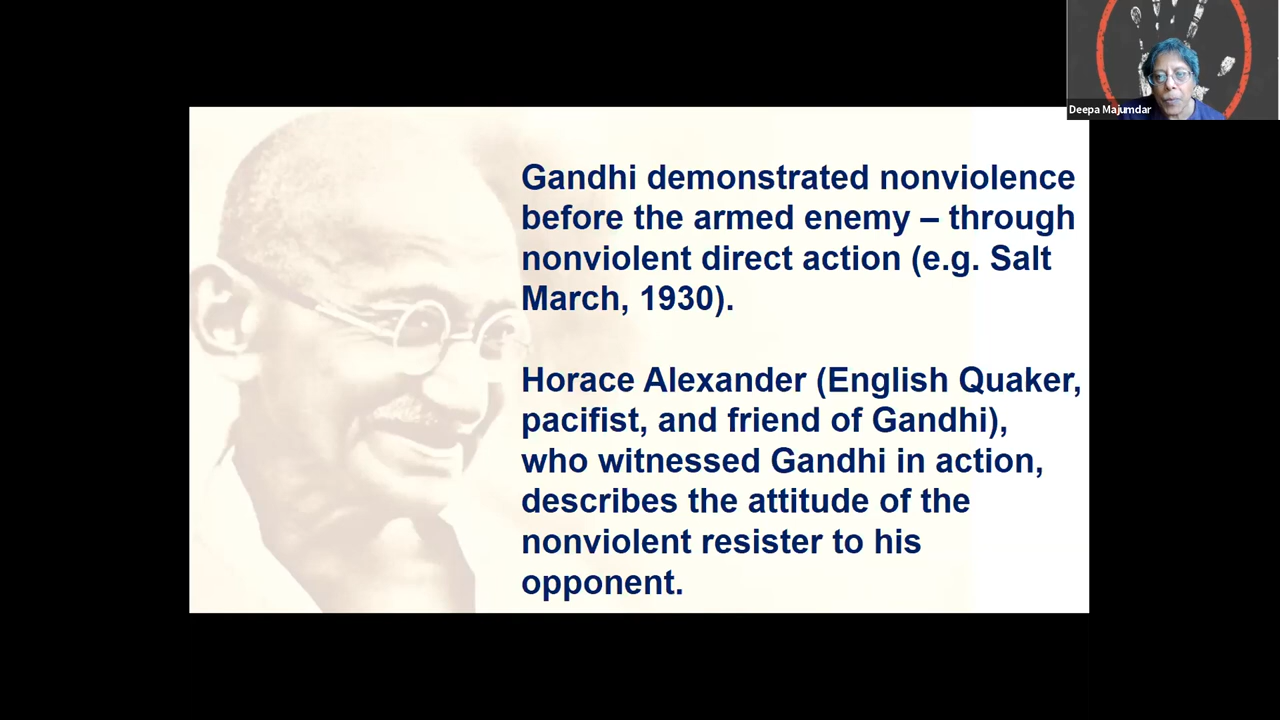 Deepa Majumdar
Gandhi demonstrated nonviolence
before the armed enemy – through
nonviolent direct action (e.g. Salt
March, 1930).
Horace Alexander (English Quaker,
pacifist, and friend of Gandhi),
who witnessed Gandhi in action,
describes the attitude of the
nonviolent resister to his
opponent.